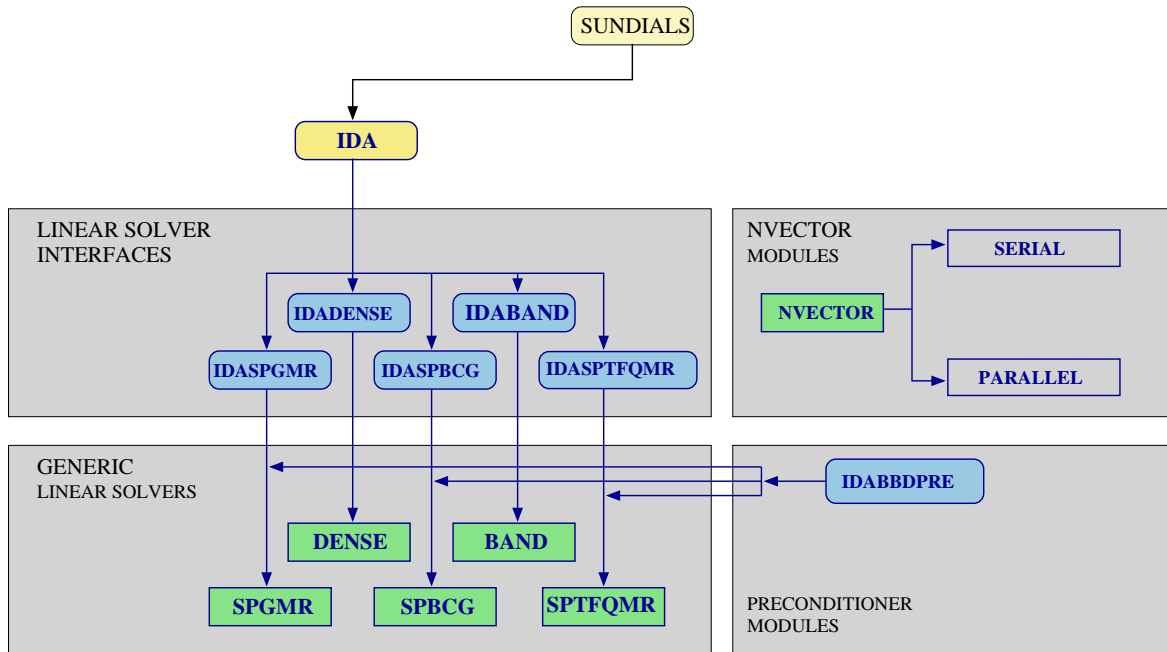 SUNDIALS
IDA
LINEAR SOLVER
INTERFACES
IDADENSE
IDABAND
IDASPGMR
IDASPBCG
IDASPTFQMR
NVECTOR
MODULES
SERIAL
NVECTOR
PARALLEL
GENERIC
LINEAR SOLVERS
DENSE
BAND
SPGMR
SPBCG
SPTFQMR
IDABBDPRE
PRECONDITIONER
MODULES